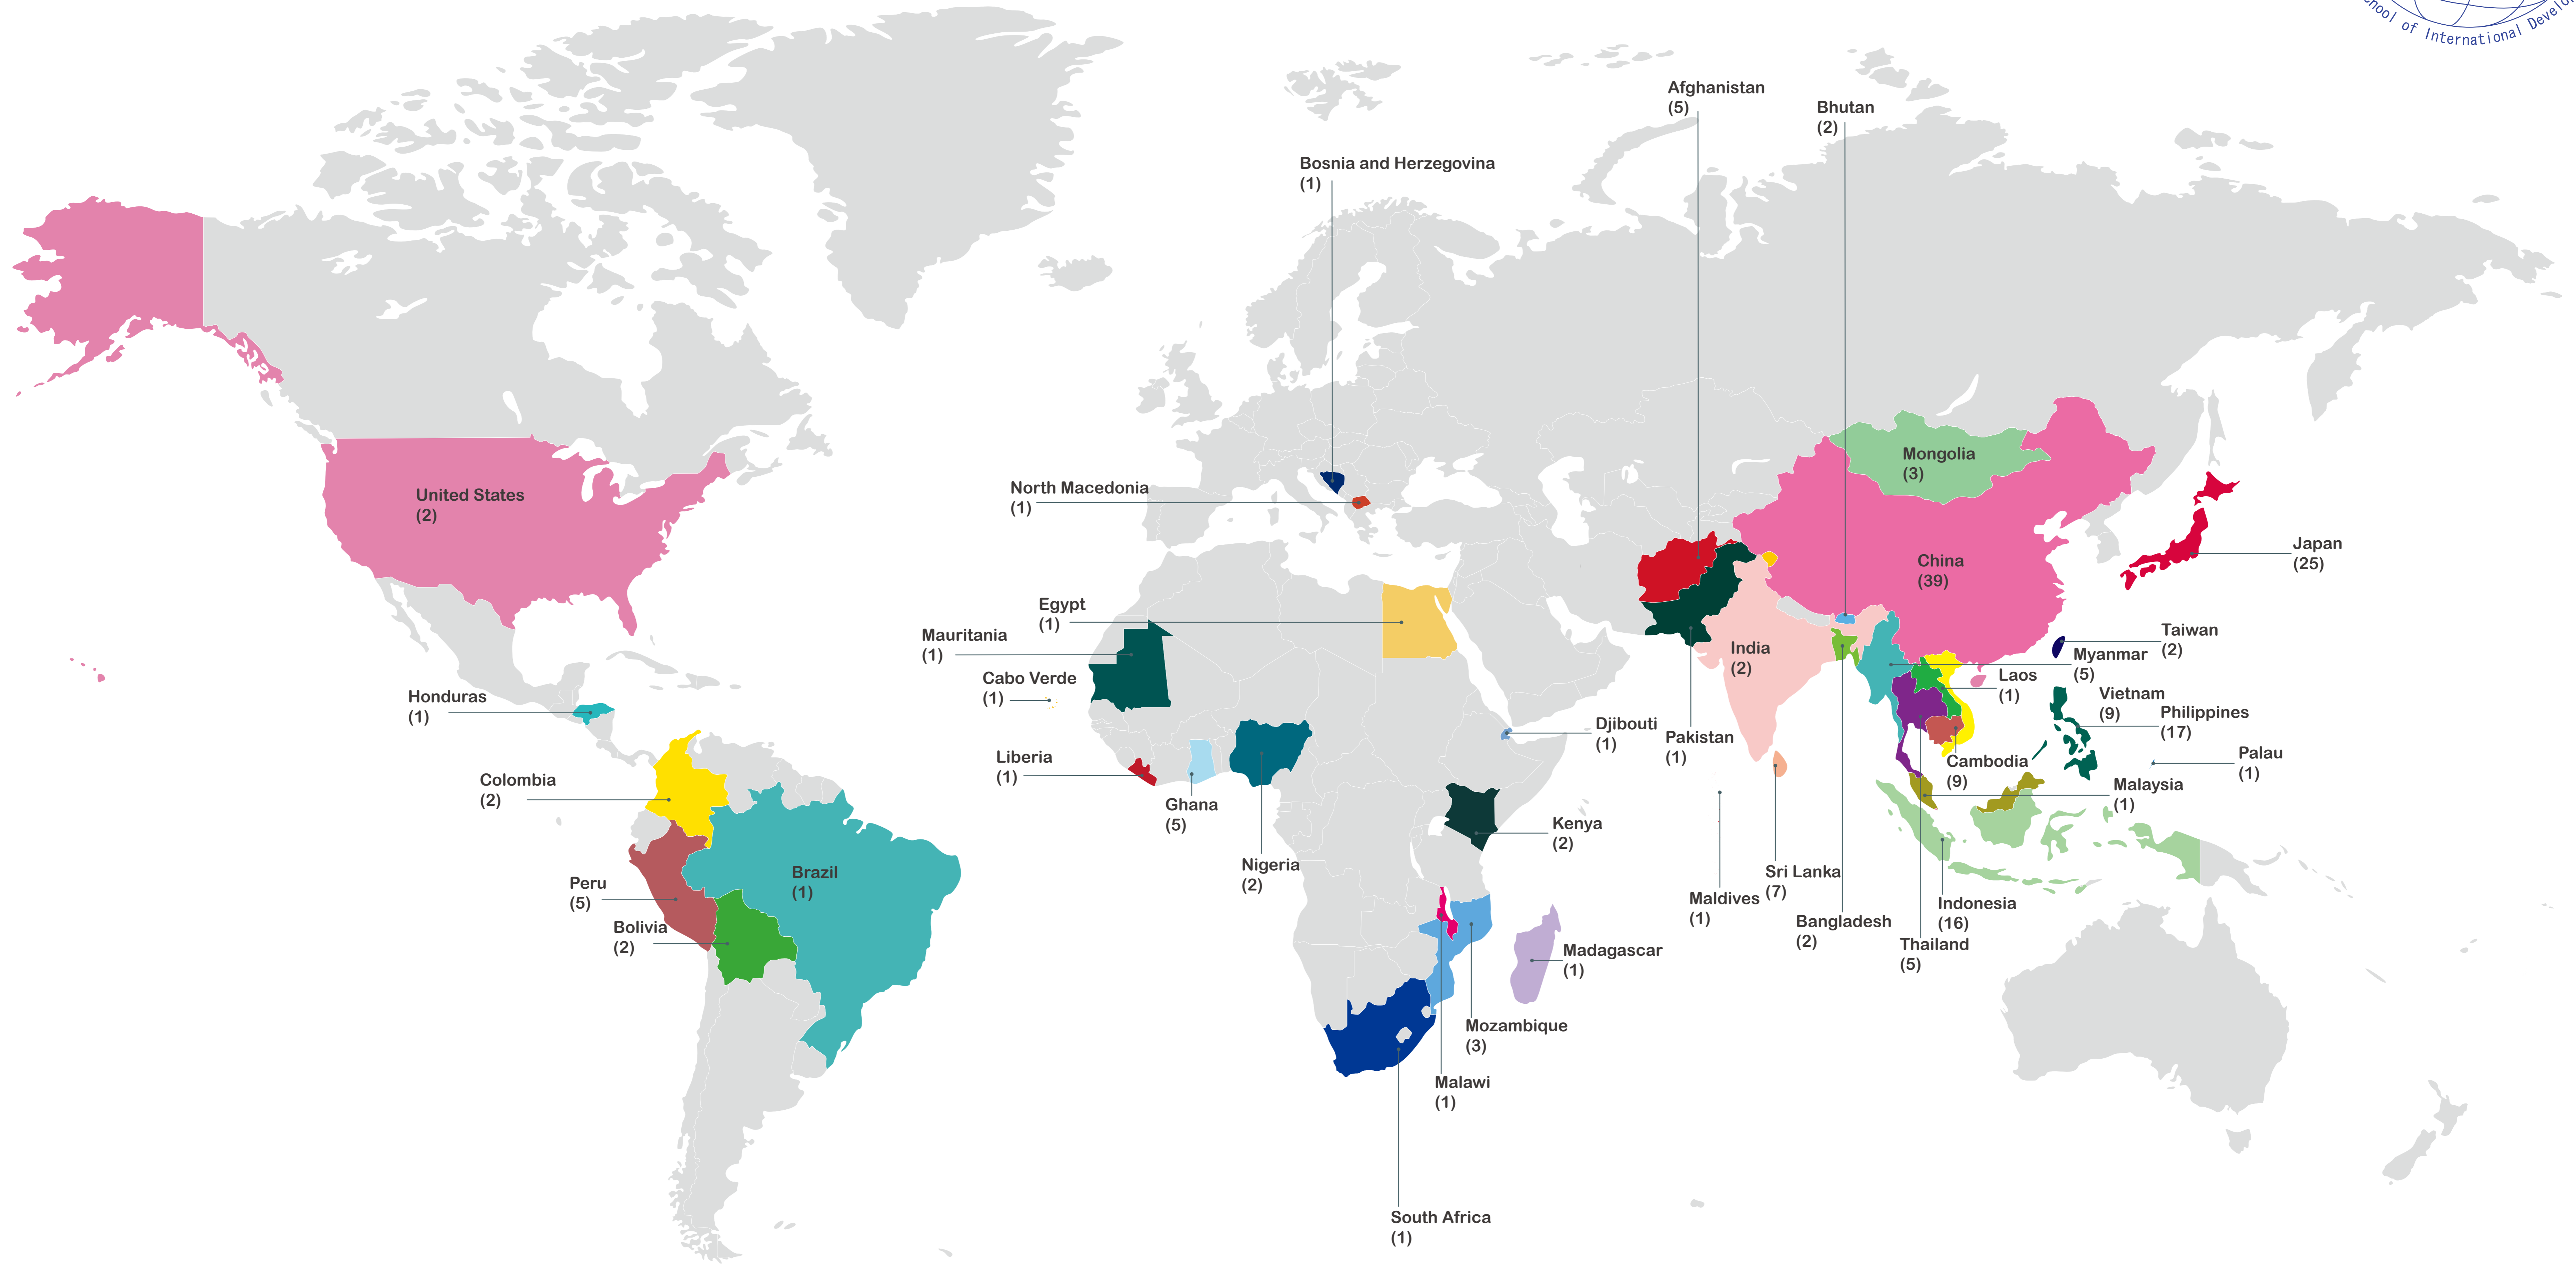 hool of International Develo
Afghanistan
(5)
Bhutan
(2)
Bosnia and Herzegovina
(1)
North Macedonia
(1)
Mongolia
(3)
United States
(2)
China
(39)
Japan
(25)
Egypt
(1)
Mauritania
(1)
Cabo Verde
(1)
India
(2)
Taiwan
(2)
Myanmar
(5)
Laos
(1)
Vietnam
(9)
Philippines
(17)
Honduras
(1)
Djibouti
(1)
Pakistan
(1)
Palau
(1)
Liberia
(1)
Cambodia
(9)
Colombia
(2)
Malaysia
(1)
Ghana
(5)
Kenya
(2)
Nigeria
(2)
Brazil
(1)
Peru
(5)
Sri Lanka
(7)
Maldives
(1)
Bangladesh
(2)
Indonesia
(16)
Bolivia
(2)
Thailand
(5)
Madagascar
(1)
Mozambique
(3)
Malawi
(1)
South Africa
(1)